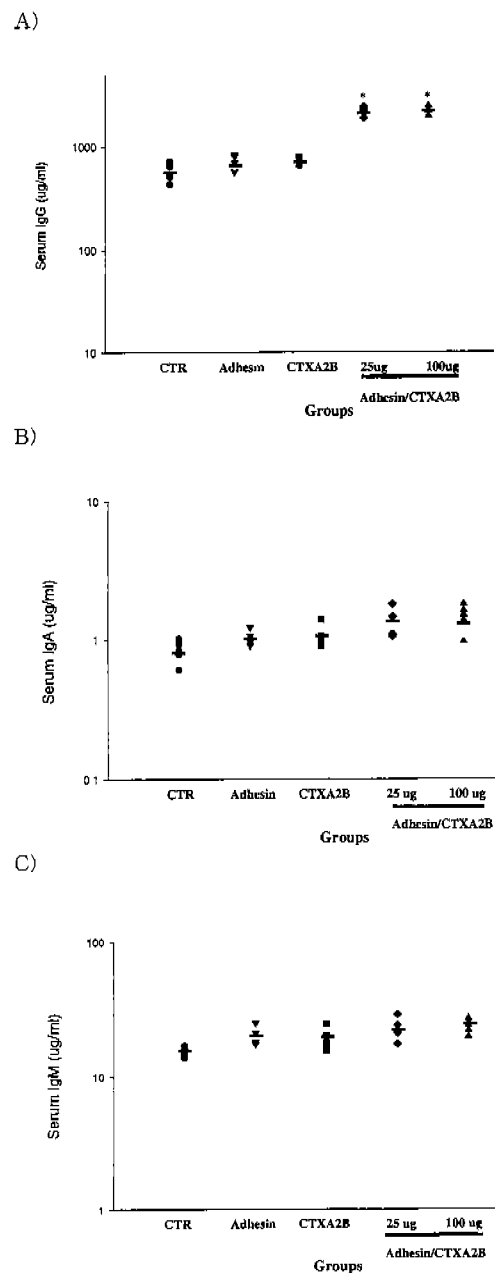 A)
Serum IgG (ug/ml)
1000
100
10
* *
CTR Adhesin CTXA2B 25ug 100ug
Adhesin/CTXA2B
Groups
B)
Serum IgA (ug/ml)
10
1
0 1
CTR Adhesin CTXA2B 25 ug 100 ug
Adhesin/CTXA2B
Groups
C)
Serum IgM (ug/ml)
100
10
1
CTR Adhesin CTXA2B 25 ug 100 ug
Adhesin/CTXA2B
Groups